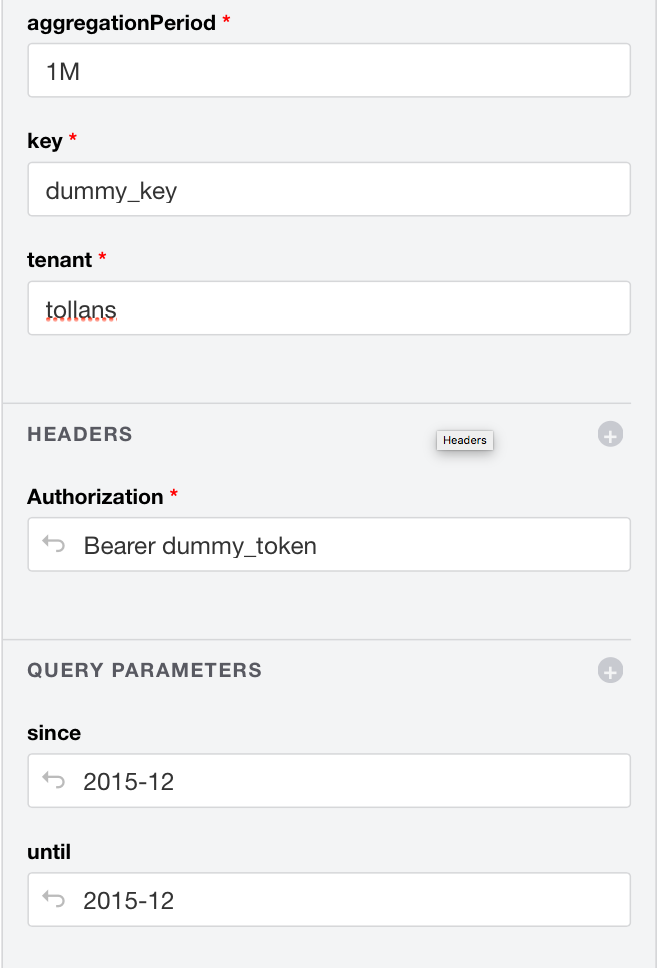 aggregationPeriod *
1M
key *
dummy_key
tenant *
tollans
HEADERS
Headers
Authorization *
Bearer dummy_token
QUERY PARAMETERS
since
2015-12
until
2015-12